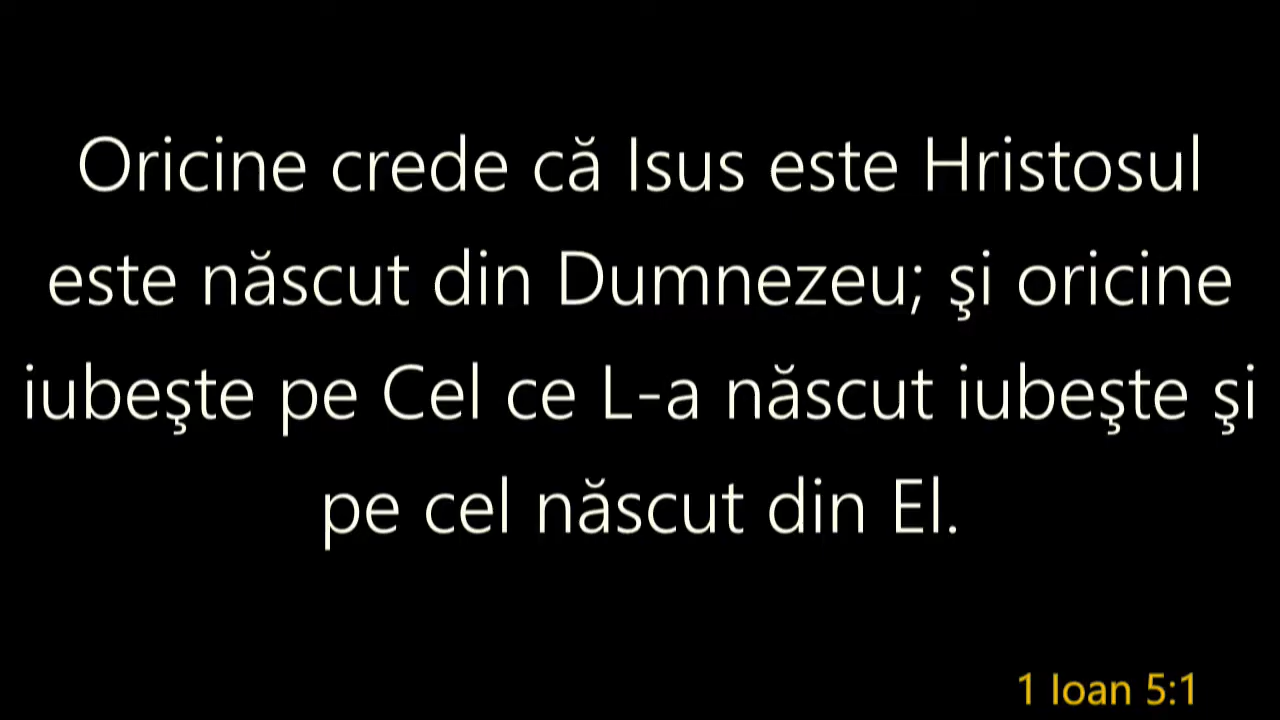 Oricine crede că Isus este Hristosul
este născut din Dumnezeu; şi oricine
iubeşte pe Cel ce L-a născut iubeşte şi
pe cel născut din El.
1 Ioan 5:1